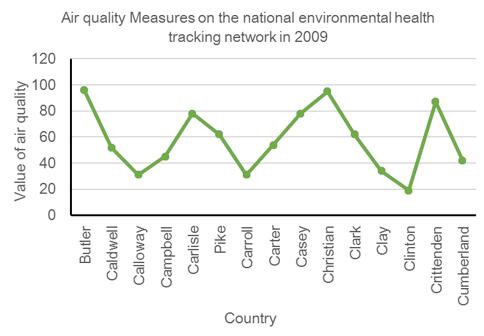 Air quality Measures on the national environmental health
tracking network in 2009
Value of air quality
120
100
80
60
40
20
0
Butler
Caldwell
Calloway
Campbell
Carlisle
Pike
Carroll
Carter
Casey
Christian
Clark
Clay
Clinton
Crittenden
Cumberland
Country